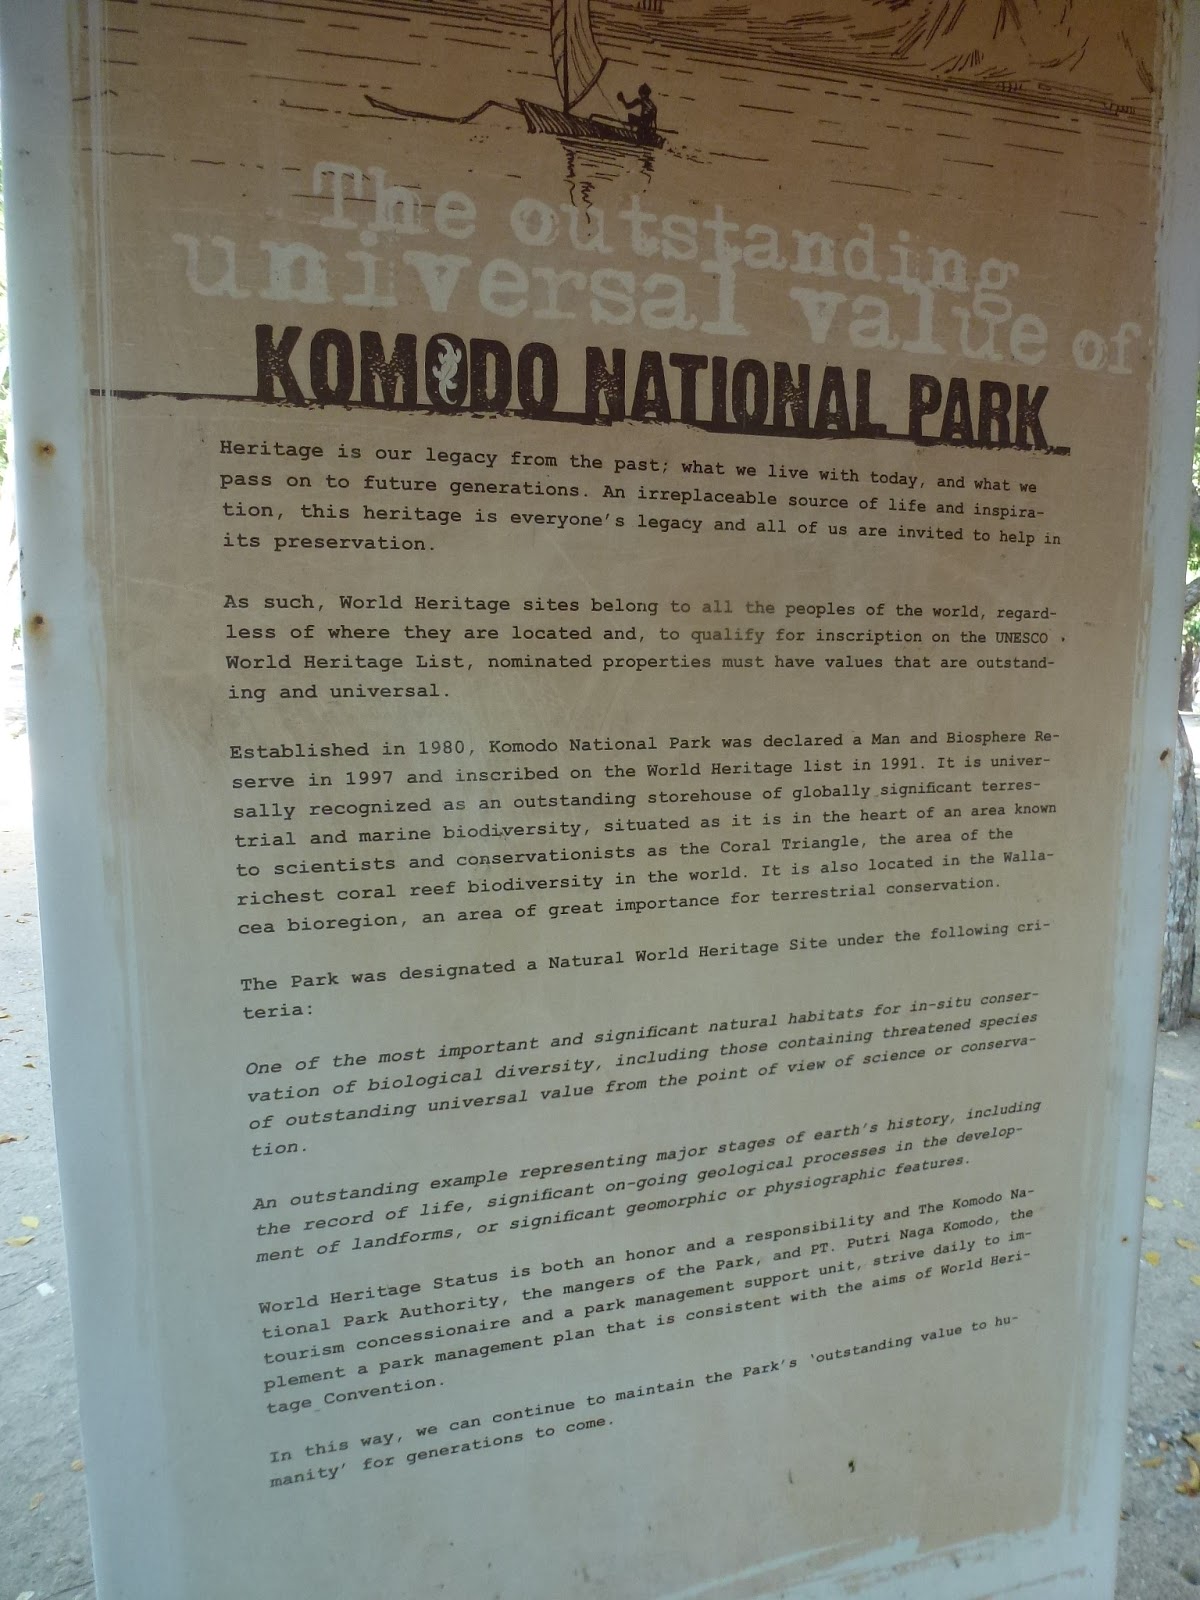 The outstanding
universal value of
KOMODO NATIONAL PARK
Heritage is our legacy from the past; what we live with today, and what we
pass on to future generations. An irreplaceable source of life and inspira-
tion, this heritage is everyone's legacy and all of us are invited to help in
its preservation.
As such, World Heritage sites belong to all the peoples of the world, regard-
less of where they are located and, to qualify for inscription on the UNESCO
World Heritage List, nominated properties must have values that are outstand-
ing and universal.
Established in 1980, Komodo National Park was declared a Man and Biosphere Re-
serve in 1997 and inscribed on the World Heritage list in 1991. It is univer-
sally recognized as an outstanding storehouse of globally significant terres-
trial and marine biodiversity, situated as it is in the heart of an area known
to scientists and conservationists as the Coral Triangle, the area of the
richest coral reef biodiversity in the world. It is also located in the Walla-
cea bioregion, an area of great importance for terrestrial conservation.
The Park was designated a Natural World Heritage Site under the following cri-
teria:
One of the most important and significant natural habitats for in-situ conser-
vation of biological diversity, including those containing threatened species
of outstanding universal value from the point of view of science or conserva-
tion.
An outstanding example representing major stages of earth's history, including
the record of life, significant on-going geological processes in the develop-
ment of landforms, or significant geomorphic or physiographic features.
World Heritage Status is both an honor and a responsibility and The Komodo Na-
tional Park Authority, the mangers of the Park, and PT. Putri Naga Komodo, the
tourism concessionaire and a park management support unit, strive daily to im-
plement a park management plan that is consistent with the aims of World Heri-
tage Convention.
In this way, we can continue to maintain the Park's 'outstanding value to hu-
manity' for generations to come.